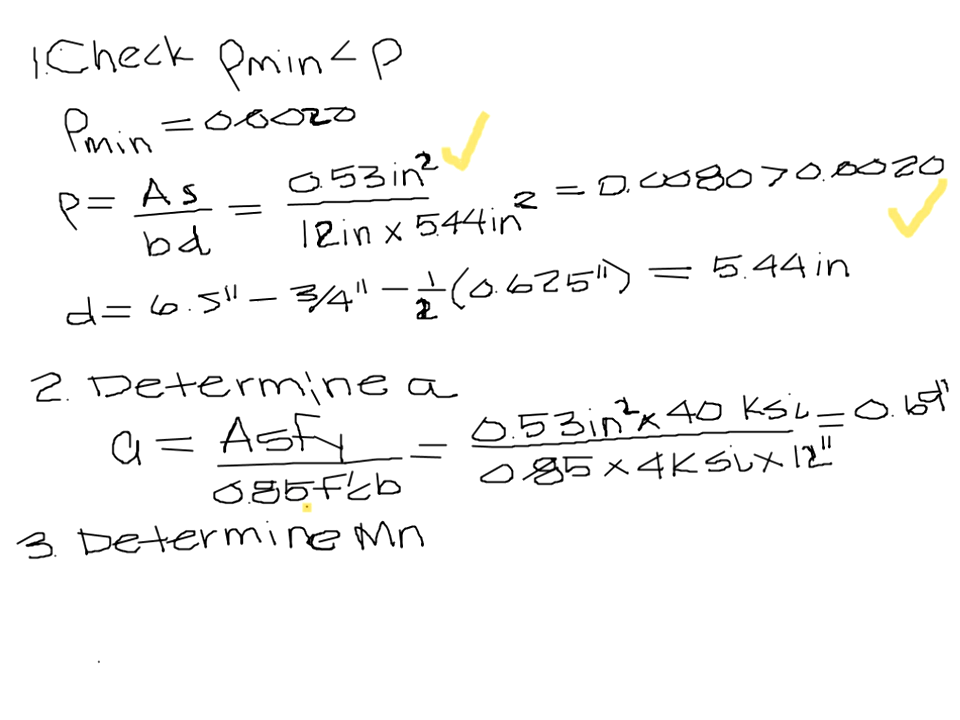 1. Check ρmin < ρ
ρmin = 0.0020
ρ = As / bd = 0.53in² / 12in x 5.44in² = 0.0080 > 0.0020
d = 6.5" - 3/4" - 1/2 (0.625") = 5.44 in
2. Determine a
a = Asfy / 0.85f'cb = 0.53in² x 40 ksi / 0.85 x 4ksi x 12" = 0.
3. Determine Mn